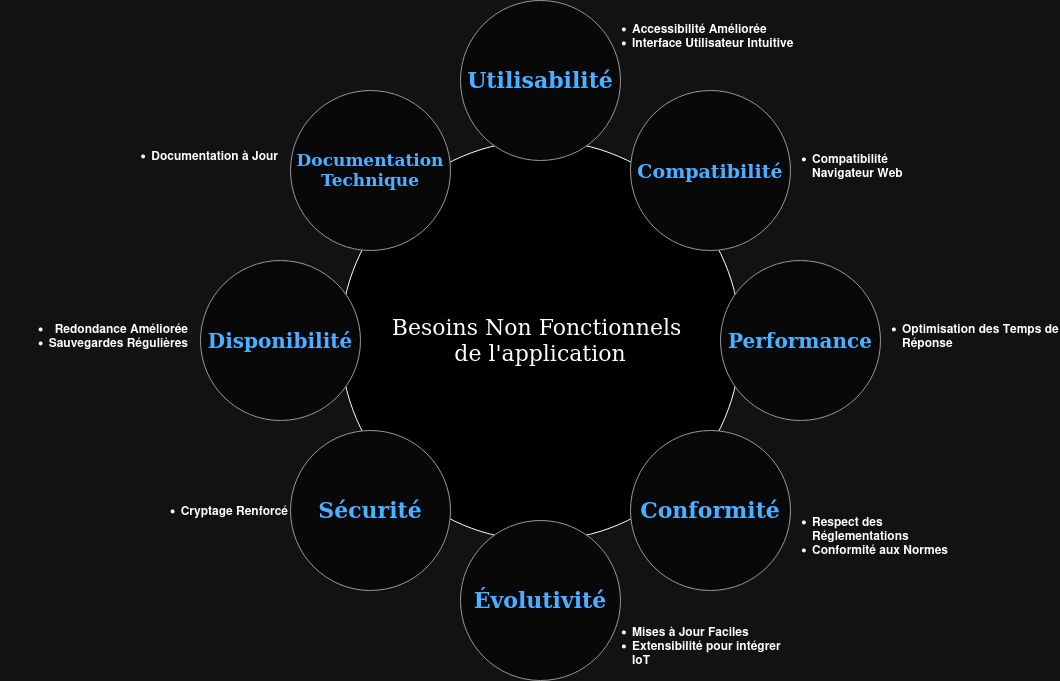 Utilisabilité
• Accessibilité Améliorée
• Interface Utilisateur Intuitive
Documentation
Technique
• Documentation à Jour
Compatibilité
• Compatibilité
Navigateur Web
Disponibilité
• Redondance Améliorée
• Sauvegardes Régulières
Besoins Non Fonctionnels
de l'application
Performance
• Optimisation des Temps de
Réponse
Sécurité
• Cryptage Renforcé
Conformité
• Respect des
Réglementations
• Conformité aux Normes
Évolutivité
• Mises à Jour Faciles
• Extensibilité pour intégrer
IoT